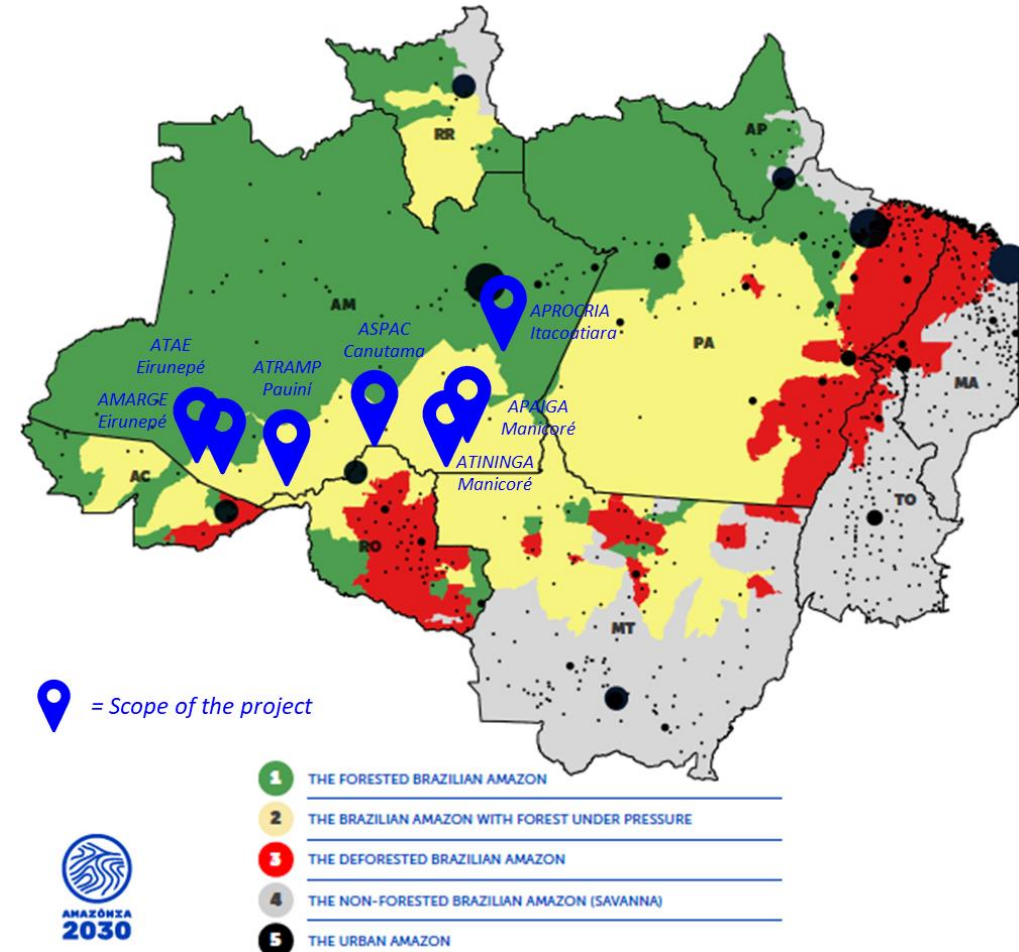 RR
AP
AM
PA
MA
APROCRIA
Itacoatiara
ASPAC
Canutama
ATAE
Eirunepé
ATRAMP
Pauiní
AMARGE
Eirunepé
APAIGA
Manicoré
ATININGA
Manicoré
AC
RO
TO
MT
= Scope of the project
1 THE FORESTED BRAZILIAN AMAZON
2 THE BRAZILIAN AMAZON WITH FOREST UNDER PRESSURE
3 THE DEFORESTED BRAZILIAN AMAZON
4 THE NON-FORESTED BRAZILIAN AMAZON (SAVANNA)
5 THE URBAN AMAZON
AMAZÔNIA
2030